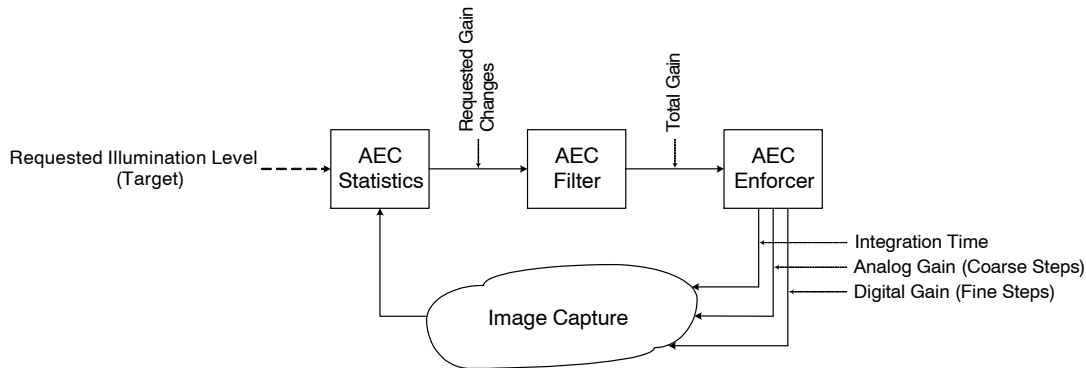 Requested Gain
Changes
Total Gain
Requested Illumination Level
(Target)
AEC
Statistics
AEC
Filter
AEC
Enforcer
Integration Time
Analog Gain (Coarse Steps)
Digital Gain (Fine Steps)
Image Capture